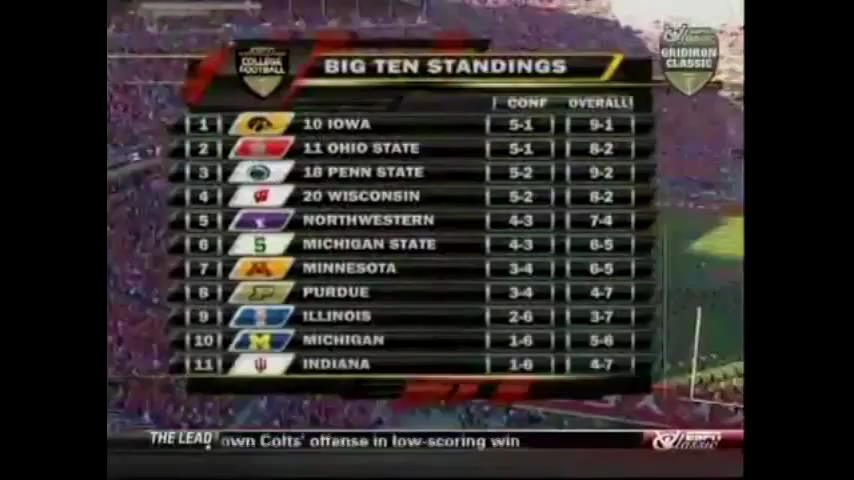 ESPN
COLLEGE
FOOTBALL
BIG TEN STANDINGS
ESPN
GRIDIRON
CLASSIC
CONF OVERALL
1 10 IOWA 5-1 9-1
2 11 OHIO STATE 5-1 8-2
3 18 PENN STATE 5-2 9-2
4 20 WISCONSIN 5-2 8-2
5 NORTHWESTERN 4-3 7-4
6 S MICHIGAN STATE 4-3 6-5
7 M MINNESOTA 3-4 6-5
8 P PURDUE 3-4 4-7
9 I ILLINOIS 2-6 3-7
10 M MICHIGAN 1-6 5-6
11 INDIANA 1-6 4-7
THE LEAD own Colts' offense in low-scoring win ESPN Classic